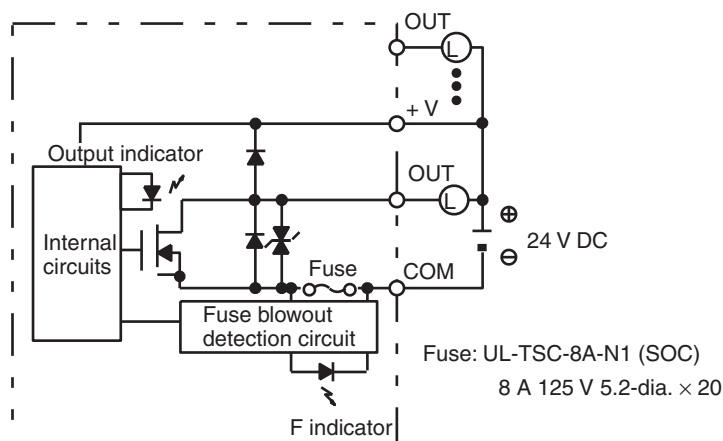 OUT
L
+ V
Output indicator
OUT
L
Internal
circuits
⊕
24 V DC
⊖
Fuse
COM
Fuse blowout
detection circuit
Fuse: UL-TSC-8A-N1 (SOC)
8 A 125 V 5.2-dia. × 20
F indicator